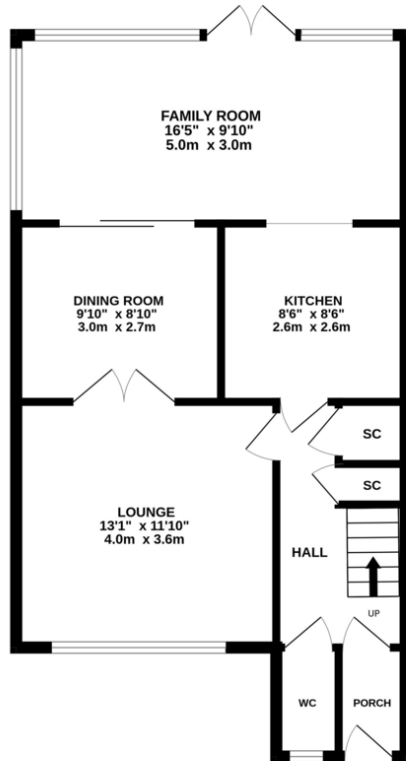 FAMILY ROOM
16'5" x 9'10"
5.0m x 3.0m
DINING ROOM
9'10" x 8'10"
3.0m x 2.7m
KITCHEN
8'6" x 8'6"
2.6m x 2.6m
SC
SC
LOUNGE
13'1" x 11'10"
4.0m x 3.6m
HALL
UP
WC
PORCH